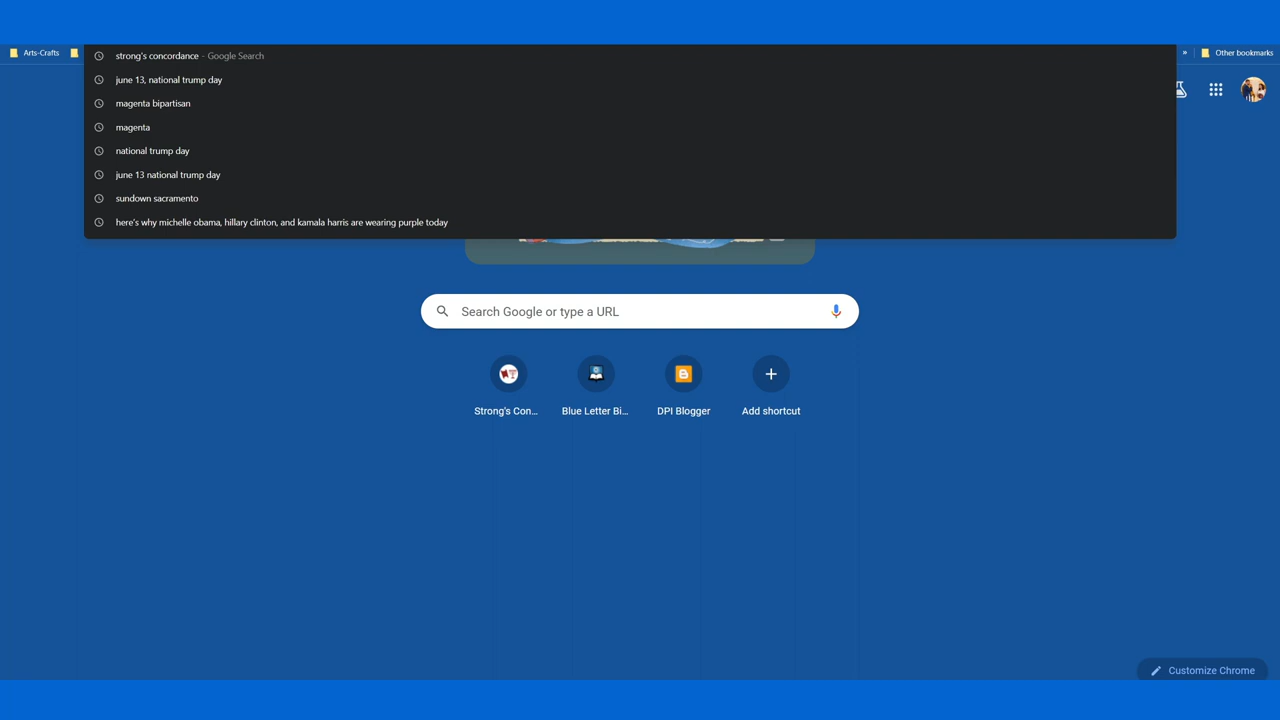 Arts-Crafts
strong's concordance - Google Search
» Other bookmarks
june 13, national trump day
magenta bipartisan
magenta
national trump day
june 13 national trump day
sundown sacramento
here's why michelle obama, hillary clinton, and kamala harris are wearing purple today
Search Google or type a URL
Strong's Con... Blue Letter Bi... DPI Blogger Add shortcut
Customize Chrome